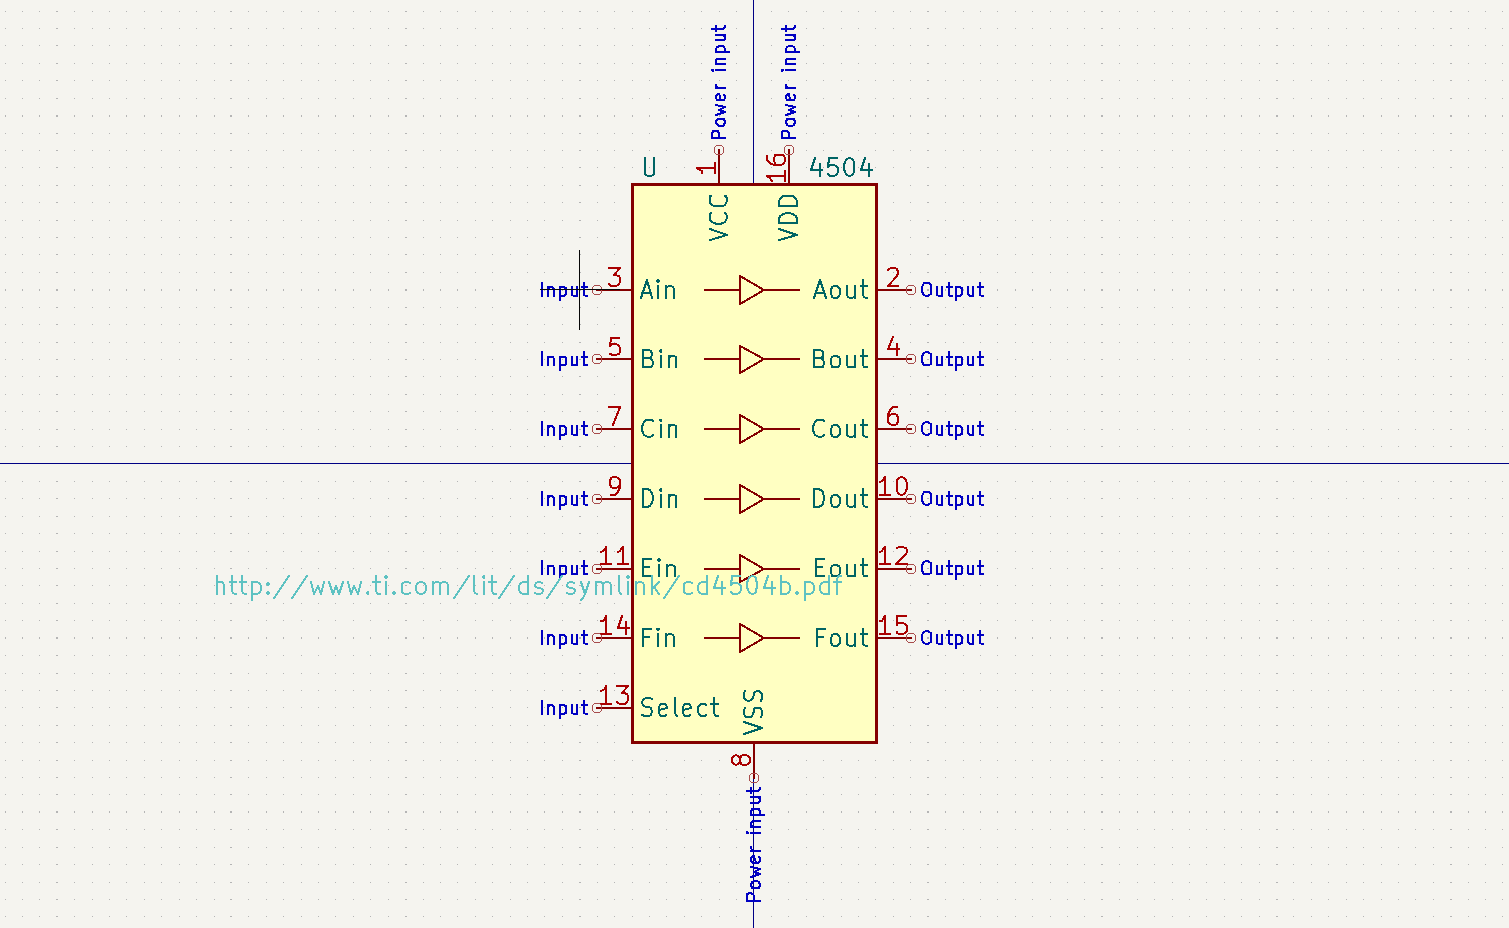 Power input
Power input
U
1
16
4504
VCC
VDD
Input 3 Ain Aout 2 Output
Input 5 Bin Bout 4 Output
Input 7 Cin Cout 6 Output
Input 9 Din Dout 10 Output
Input 11 Ein Eout 12 Output
http://www.ti.com/lit/ds/symlink/cd4504b.pdf
Input 14 Fin Fout 15 Output
Input 13 Select
VSS
8
Power input